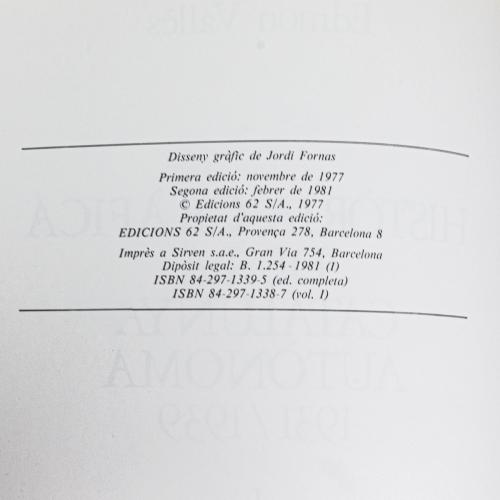 Disseny gràfic de Jordi Fornas
Primera edició: novembre de 1977
Segona edició: febrer de 1981
© Edicions 62 S/A., 1977
Propietat d'aquesta edició:
EDICIONS 62 S/A., Provença 278, Barcelona 8
Imprès a Sirven s.a.e., Gran Via 754, Barcelona
Dipòsit legal: B. 1.254 - 1981 (I)
ISBN 84-297-1339-5 (ed. completa)
ISBN 84-297-1338-7 (vol. I)